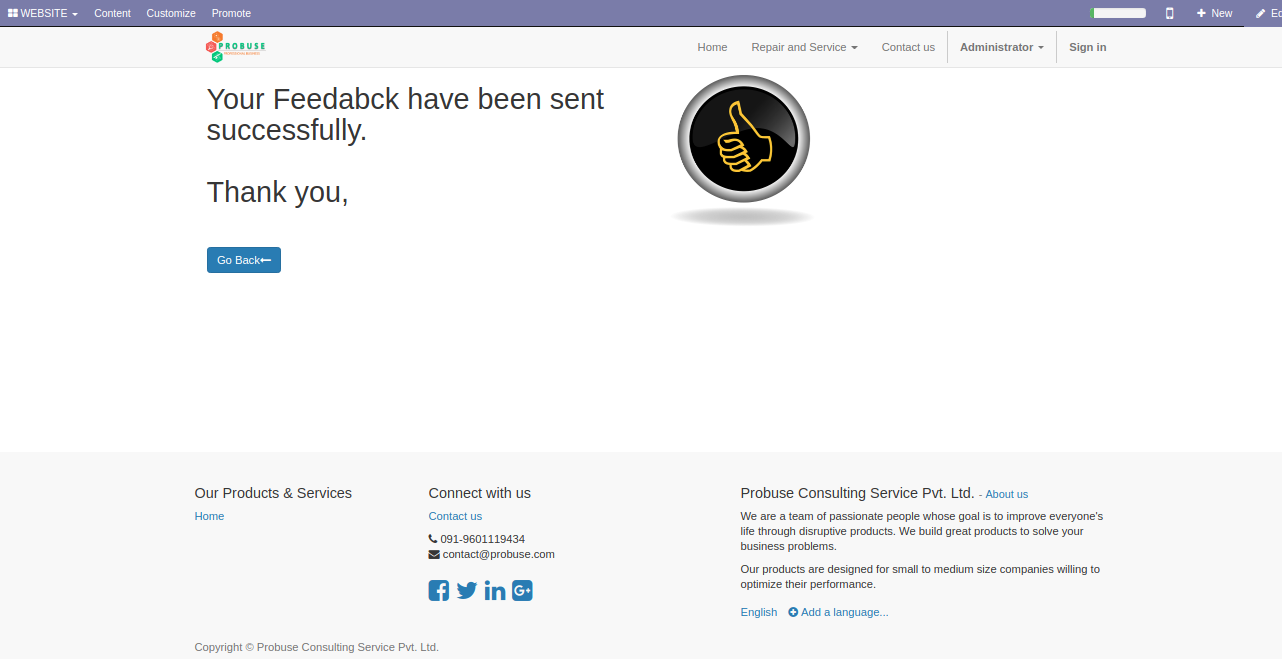 WEBSITE Content Customize Promote New
PROBUSE Home Repair and Service Contact us Administrator Sign in
Your Feedabck have been sent
successfully.
Thank you,
Go Back
Our Products & Services
Home
Connect with us
Contact us
091-9601119434
contact@probuse.com
Probuse Consulting Service Pvt. Ltd. - About us
We are a team of passionate people whose goal is to improve everyone's
life through disruptive products. We build great products to solve your
business problems.
Our products are designed for small to medium size companies willing to
optimize their performance.
English Add a language...
Copyright © Probuse Consulting Service Pvt. Ltd.